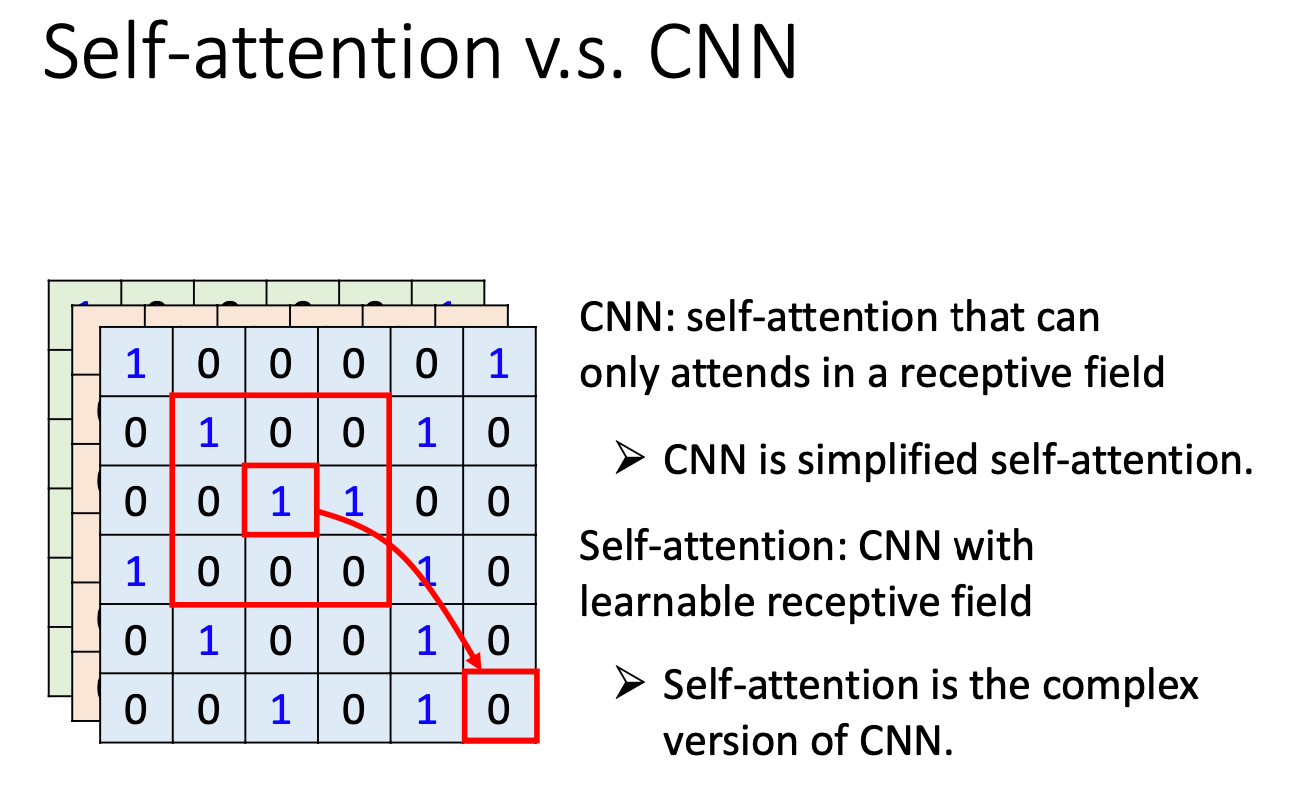 Self-attention v.s. CNN
1 0 0 0 0 1
0 1 0 0 1 0
0 0 1 1 0 0
1 0 0 0 1 0
0 1 0 0 1 0
0 0 1 0 1 0
CNN: self-attention that can
only attends in a receptive field
➢ CNN is simplified self-attention.
Self-attention: CNN with
learnable receptive field
➢ Self-attention is the complex
version of CNN.